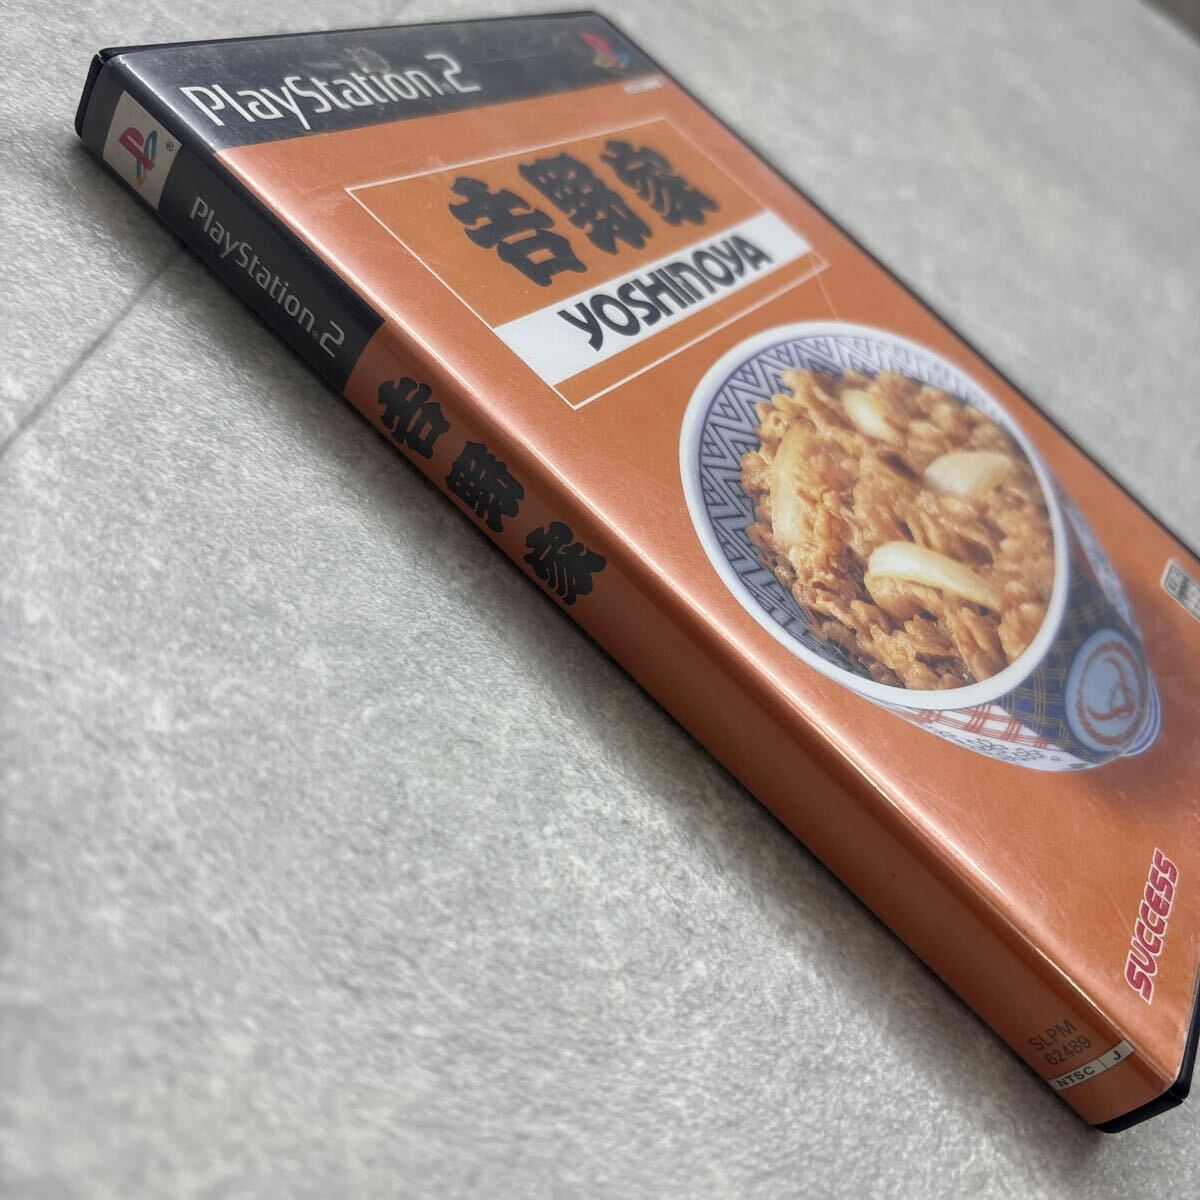 PlayStation®2
吉野家
YOSHINOYA
SUCCESS
PlayStation®2
吉野家
SLPM
62489
NTSC J